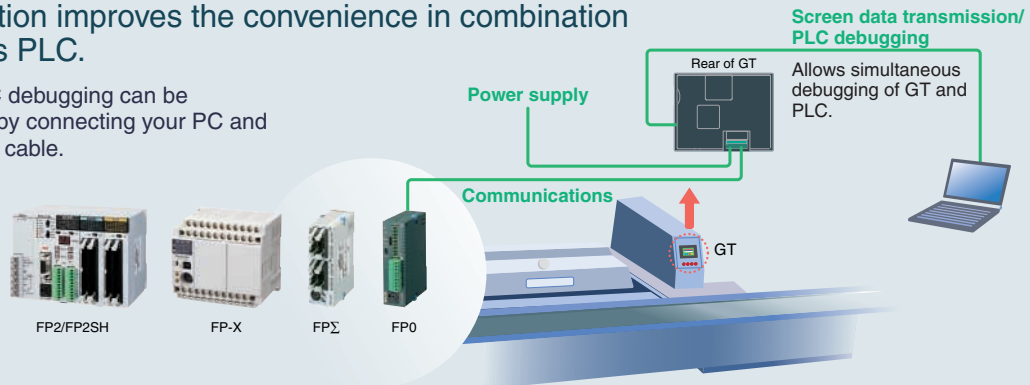 tion improves the convenience in combination
s PLC.
debugging can be
by connecting your PC and
cable.
Screen data transmission/
PLC debugging
Allows simultaneous
debugging of GT and
PLC.
Rear of GT
Power supply
Communications
GT
FP2/FP2SH
FP-X
FPΣ
FP0